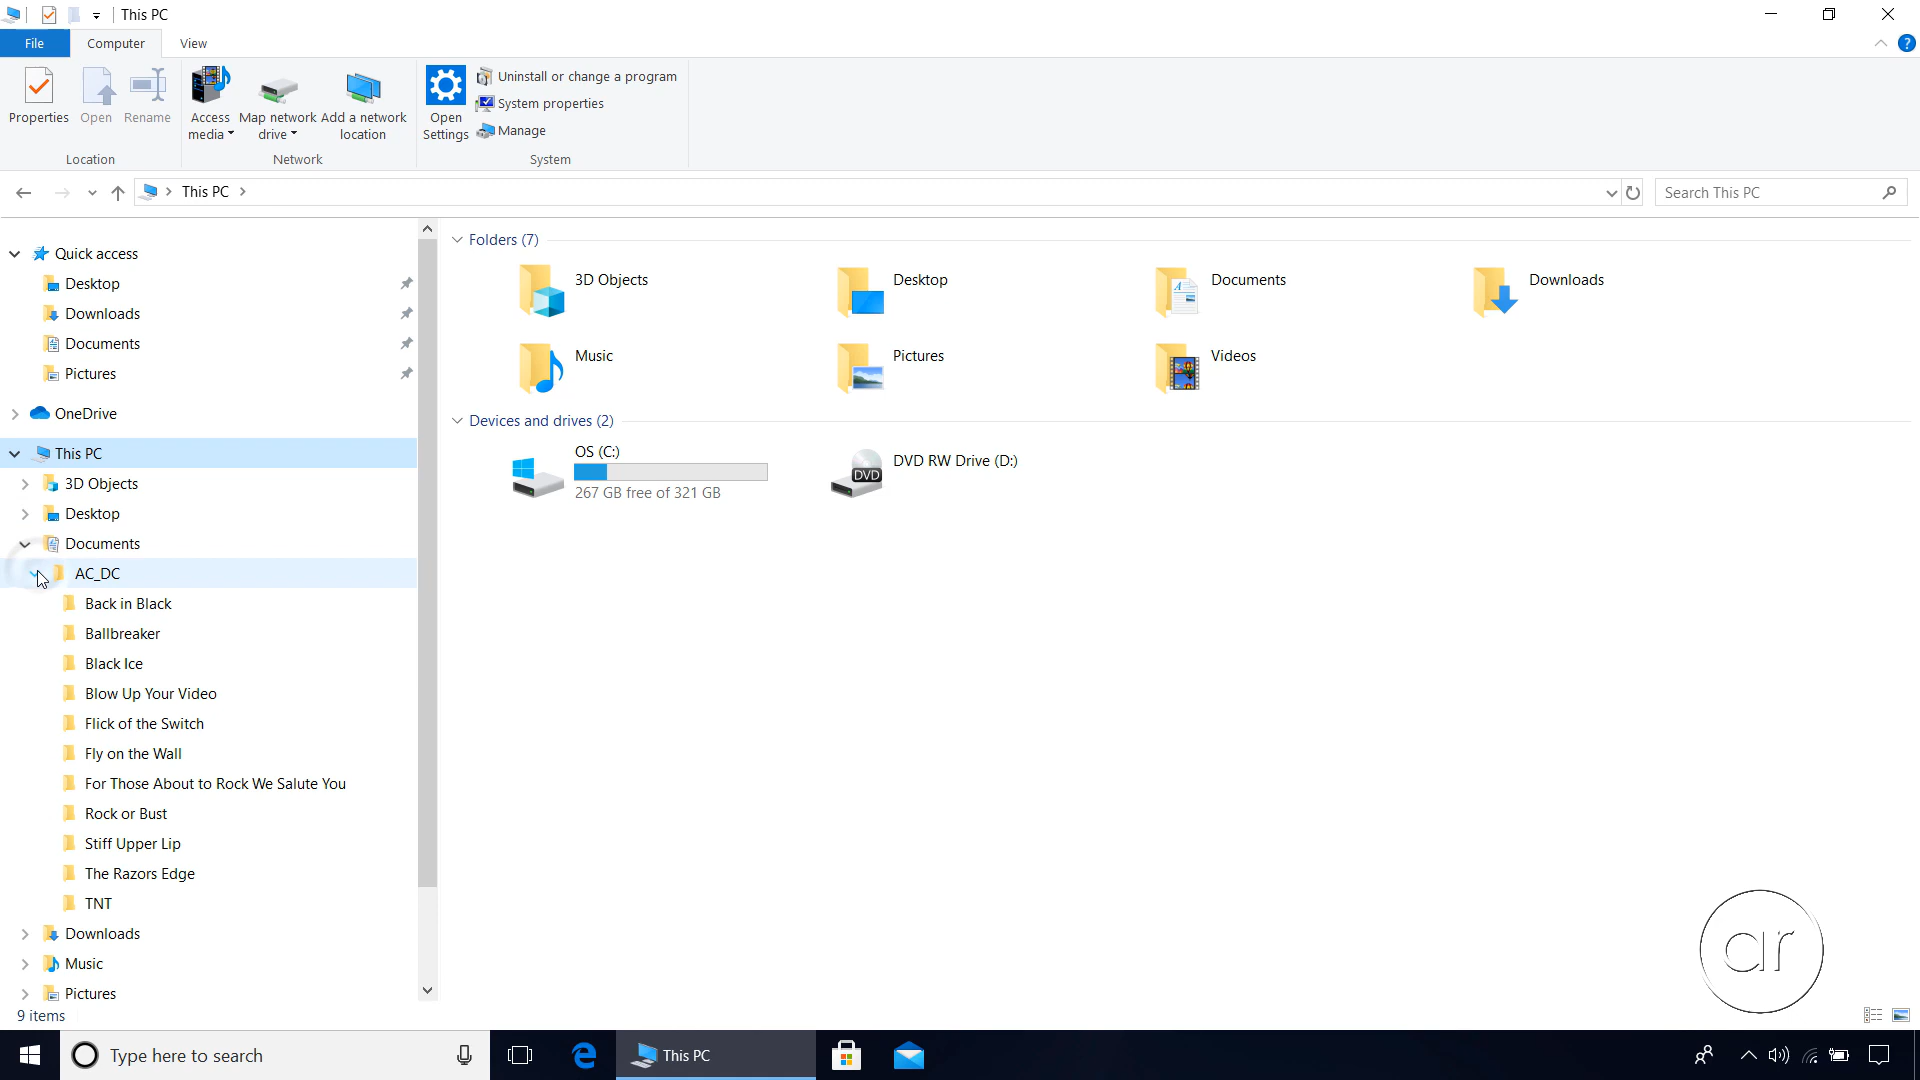 This PC
File
Computer
View
?
Properties
Open
Rename
Access media
Map network drive
Add a network location
Open Settings
Uninstall or change a program
System properties
Manage
Location
Network
System
This PC
Search This PC
Quick access
Desktop
Downloads
Documents
Pictures
OneDrive
This PC
3D Objects
Desktop
Documents
AC_DC
Back in Black
Ballbreaker
Black Ice
Blow Up Your Video
Flick of the Switch
Fly on the Wall
For Those About to Rock We Salute You
Rock or Bust
Stiff Upper Lip
The Razors Edge
TNT
Downloads
Music
Pictures
Folders (7)
3D Objects
Desktop
Documents
Downloads
Music
Pictures
Videos
Devices and drives (2)
OS (C:)
267 GB free of 321 GB
DVD
DVD RW Drive (D:)
ar
9 items
Type here to search
This PC